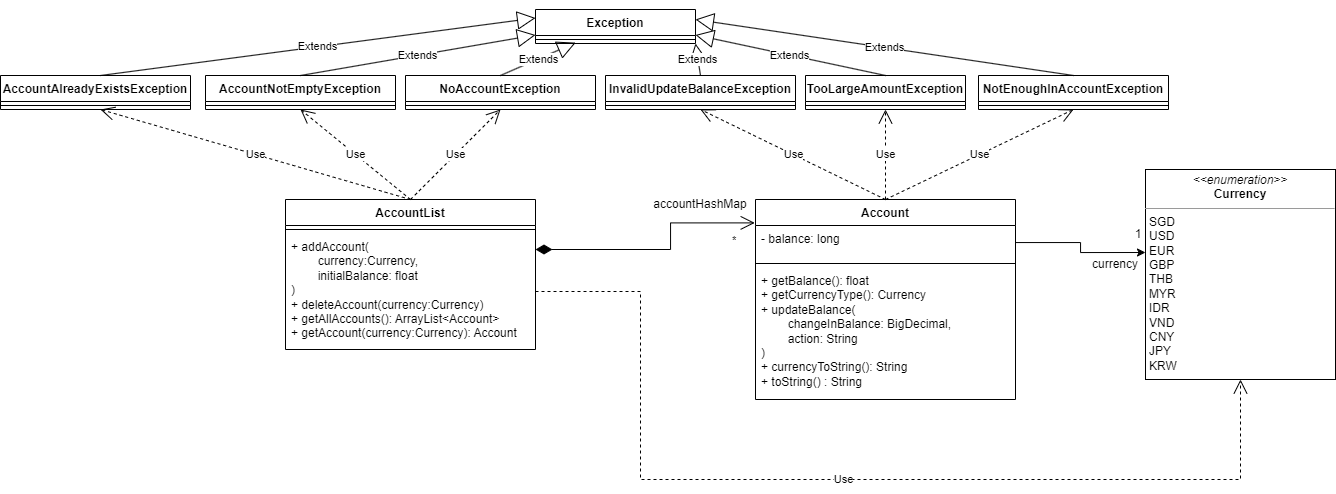 Exception
Extends
Extends
Extends
Extends
Extends
Extends
AccountAlreadyExistsException
AccountNotEmptyException
NoAccountException
InvalidUpdateBalanceException
TooLargeAmountException
NotEnoughInAccountException
Use
Use
Use
Use
Use
Use
AccountList
+ addAccount(
currency:Currency,
initialBalance: float
)
+ deleteAccount(currency:Currency)
+ getAllAccounts(): ArrayList<Account>
+ getAccount(currency:Currency): Account
accountHashMap
*
Account
- balance: long
+ getBalance(): float
+ getCurrencyType(): Currency
+ updateBalance(
changeInBalance: BigDecimal,
action: String
)
+ currencyToString(): String
+ toString() : String
1
currency
<<enumeration>>
Currency
SGD
USD
EUR
GBP
THB
MYR
IDR
VND
CNY
JPY
KRW
Use